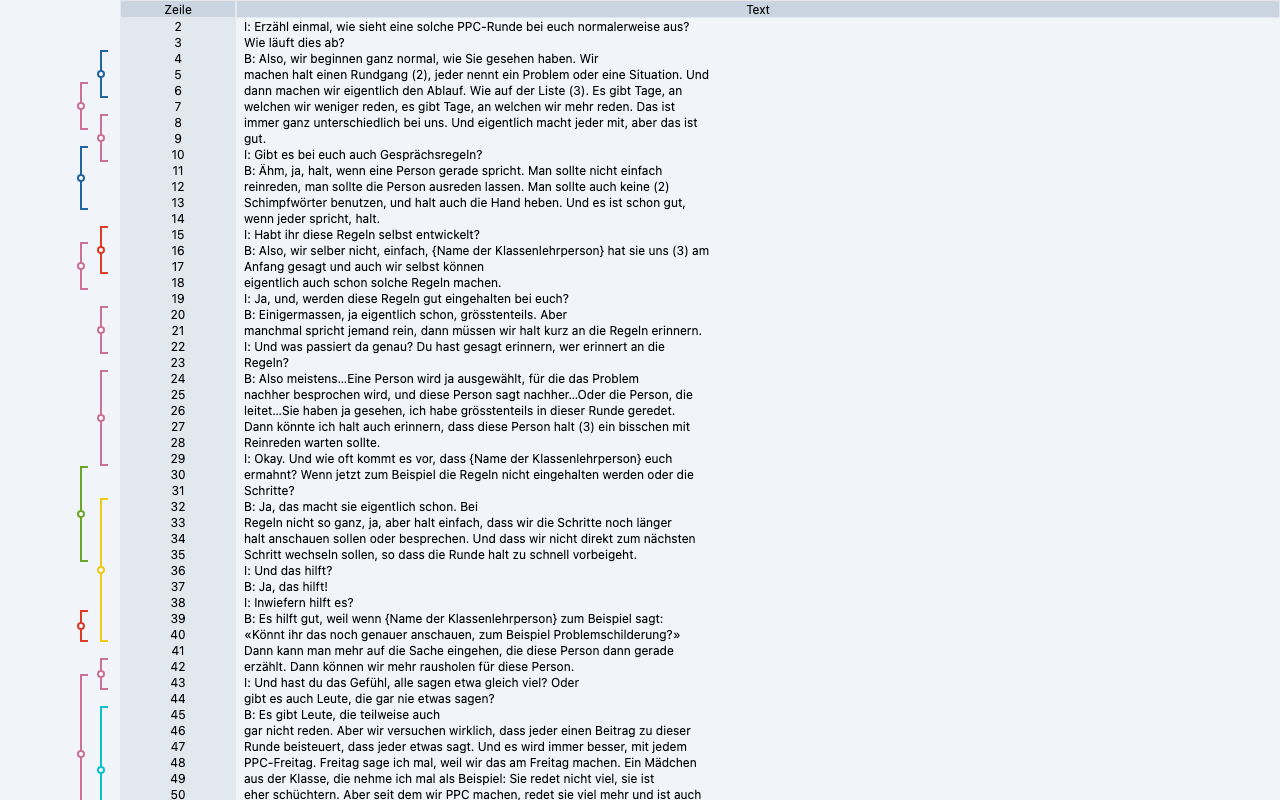 Zeile Text
2 I: Erzähl einmal, wie sieht eine solche PPC-Runde bei euch normalerweise aus?
3 Wie läuft dies ab?
4 B: Also, wir beginnen ganz normal, wie Sie gesehen haben. Wir
5 machen halt einen Rundgang (2), jeder nennt ein Problem oder eine Situation. Und
6 dann machen wir eigentlich den Ablauf. Wie auf der Liste (3). Es gibt Tage, an
7 welchen wir weniger reden, es gibt Tage, an welchen wir mehr reden. Das ist
8 immer ganz unterschiedlich bei uns. Und eigentlich macht jeder mit, aber das ist
9 gut.
10 I: Gibt es bei euch auch Gesprächsregeln?
11 B: Ähm, ja, halt, wenn eine Person gerade spricht. Man sollte nicht einfach
12 reinreden, man sollte die Person ausreden lassen. Man sollte auch keine (2)
13 Schimpfwörter benutzen, und halt auch die Hand heben. Und es ist schon gut,
14 wenn jeder spricht, halt.
15 I: Habt ihr diese Regeln selbst entwickelt?
16 B: Also, wir selber nicht, einfach, {Name der Klassenlehrperson} hat sie uns (3) am
17 Anfang gesagt und auch wir selbst können
18 eigentlich auch schon solche Regeln machen.
19 I: Ja, und, werden diese Regeln gut eingehalten bei euch?
20 B: Einigermassen, ja eigentlich schon, grösstenteils. Aber
21 manchmal spricht jemand rein, dann müssen wir halt kurz an die Regeln erinnern.
22 I: Und was passiert da genau? Du hast gesagt erinnern, wer erinnert an die
23 Regeln?
24 B: Also meistens...Eine Person wird ja ausgewählt, für die das Problem
25 nachher besprochen wird, und diese Person sagt nachher...Oder die Person, die
26 leitet...Sie haben ja gesehen, ich habe grösstenteils in dieser Runde geredet.
27 Dann könnte ich halt auch erinnern, dass diese Person halt (3) ein bisschen mit
28 Reinreden warten sollte.
29 I: Okay. Und wie oft kommt es vor, dass {Name der Klassenlehrperson} euch
30 ermahnt? Wenn jetzt zum Beispiel die Regeln nicht eingehalten werden oder die
31 Schritte?
32 B: Ja, das macht sie eigentlich schon. Bei
33 Regeln nicht so ganz, ja, aber halt einfach, dass wir die Schritte noch länger
34 halt anschauen sollen oder besprechen. Und dass wir nicht direkt zum nächsten
35 Schritt wechseln sollen, so dass die Runde halt zu schnell vorbeigeht.
36 I: Und das hilft?
37 B: Ja, das hilft!
38 I: Inwiefern hilft es?
39 B: Es hilft gut, weil wenn {Name der Klassenlehrperson} zum Beispiel sagt:
40 «Könnt ihr das noch genauer anschauen, zum Beispiel Problemschilderung?»
41 Dann kann man mehr auf die Sache eingehen, die diese Person dann gerade
42 erzählt. Dann können wir mehr rausholen für diese Person.
43 I: Und hast du das Gefühl, alle sagen etwa gleich viel? Oder
44 gibt es auch Leute, die gar nie etwas sagen?
45 B: Es gibt Leute, die teilweise auch
46 gar nicht reden. Aber wir versuchen wirklich, dass jeder einen Beitrag zu dieser
47 Runde beisteuert, dass jeder etwas sagt. Und es wird immer besser, mit jedem
48 PPC-Freitag. Freitag sage ich mal, weil wir das am Freitag machen. Ein Mädchen
49 aus der Klasse, die nehme ich mal als Beispiel: Sie redet nicht viel, sie ist
50 eher schüchtern. Aber seit dem wir PPC machen, redet sie viel mehr und ist auch